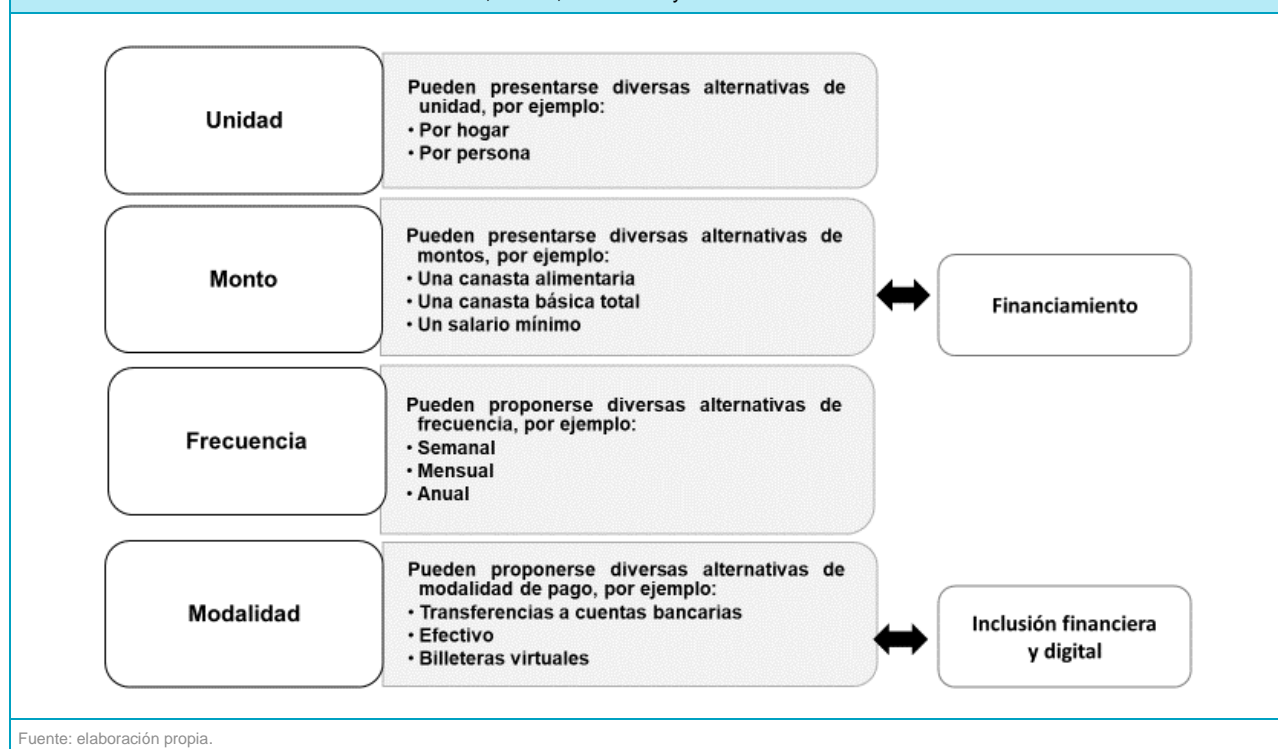 Unidad
Pueden presentarse diversas alternativas de
unidad, por ejemplo:
• Por hogar
• Por persona
Monto
Pueden presentarse diversas alternativas de
montos, por ejemplo:
• Una canasta alimentaria
• Una canasta básica total
• Un salario mínimo
Financiamiento
Frecuencia
Pueden proponerse diversas alternativas de
frecuencia, por ejemplo:
• Semanal
• Mensual
• Anual
Modalidad
Pueden proponerse diversas alternativas de
modalidad de pago, por ejemplo:
• Transferencias a cuentas bancarias
• Efectivo
• Billeteras virtuales
Inclusión financiera
y digital
Fuente: elaboración propia.